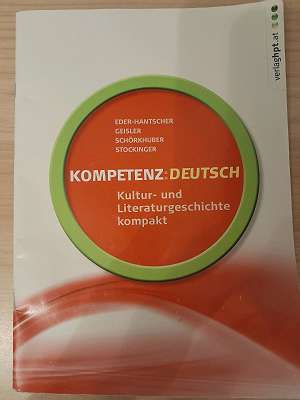 verlaghpt.at
EDER-HANTSCHER
GEISLER
SCHÖRKHUBER
STOCKINGER
KOMPETENZ:DEUTSCH
Kultur- und
Literaturgeschichte
kompakt